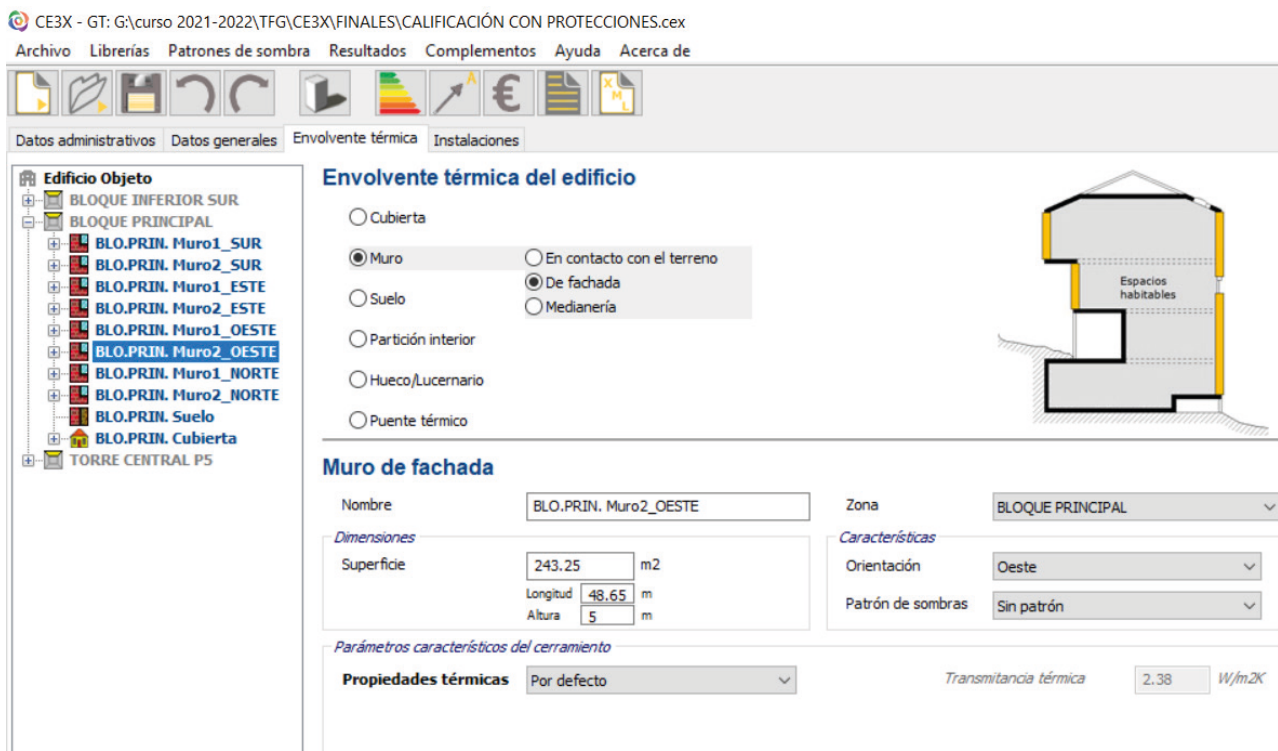 CE3X - GT: G:\curso 2021-2022\TFG\CE3X\FINALES\CALIFICACIÓN CON PROTECCIONES.cex
Archivo Librerías Patrones de sombra Resultados Complementos Ayuda Acerca de
A € X M L
Datos administrativos Datos generales Envolvente térmica Instalaciones
Edificio Objeto
BLOQUE INFERIOR SUR
BLOQUE PRINCIPAL
BLO.PRIN. Muro1_SUR
BLO.PRIN. Muro2_SUR
BLO.PRIN. Muro1_ESTE
BLO.PRIN. Muro2_ESTE
BLO.PRIN. Muro1_OESTE
BLO.PRIN. Muro2_OESTE
BLO.PRIN. Muro1_NORTE
BLO.PRIN. Muro2_NORTE
BLO.PRIN. Suelo
BLO.PRIN. Cubierta
TORRE CENTRAL P5
Envolvente térmica del edificio
Cubierta
Muro
En contacto con el terreno
De fachada
Medianería
Suelo
Partición interior
Hueco/Lucernario
Puente térmico
Espacios
habitables
Muro de fachada
Nombre BLO.PRIN. Muro2_OESTE Zona BLOQUE PRINCIPAL
Dimensiones
Superficie 243.25 m2
Longitud 48.65 m
Altura 5 m
Características
Orientación Oeste
Patrón de sombras Sin patrón
Parámetros característicos del cerramiento
Propiedades térmicas Por defecto Transmitancia térmica 2.38 W/m2K